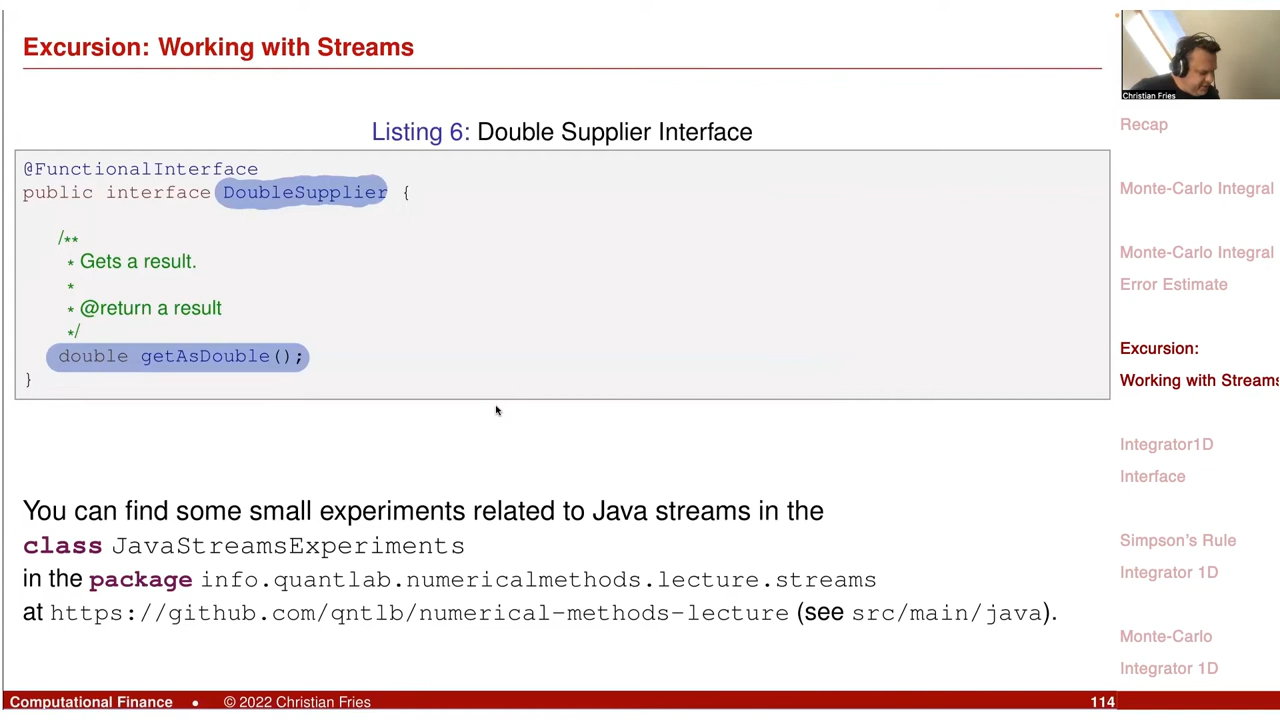 Excursion: Working with Streams
Christian Fries
Listing 6: Double Supplier Interface
@FunctionalInterface
public interface DoubleSupplier {
/**
* Gets a result.
*
* @return a result
*/
double getAsDouble();
}
You can find some small experiments related to Java streams in the
class JavaStreamsExperiments
in the package info.quantlab.numericalmethods.lecture.streams
at https://github.com/qntlb/numerical-methods-lecture (see src/main/java).
Recap
Monte-Carlo Integral
Monte-Carlo Integral
Error Estimate
Excursion:
Working with Streams
Integrator1D
Interface
Simpson's Rule
Integrator 1D
Monte-Carlo
Integrator 1D
Computational Finance • © 2022 Christian Fries 114